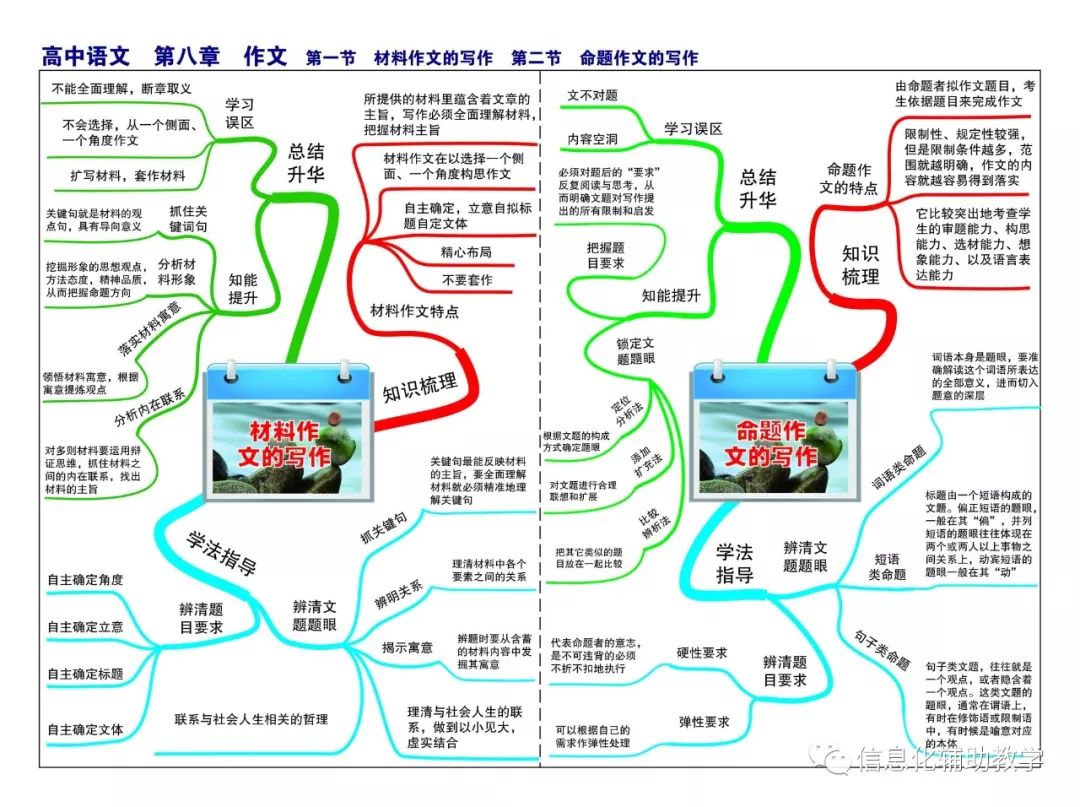 高中语文 第八章 作文 第一节 材料作文的写作 第二节 命题作文的写作
材料作
文的写作
知识梳理
材料作文特点
所提供的材料里蕴含着文章的
主旨，写作必须全面理解材料，
把握材料主旨
材料作文在以选择一个侧
面、一个角度构思作文
自主确定，立意自拟标
题自定文体
精心布局
不要套作
总结
升华
学习
误区
不能全面理解，断章取义
不会选择，从一个侧面、
一个角度作文
扩写材料，套作材料
知能
提升
抓住关
键词句
关键句就是材料的观
点句，具有导向意义
分析材
料形象
挖掘形象的思想观点，
方法态度，精神品质，
从而把握命题方向
落实材料寓意
领悟材料寓意，根据
寓意提炼观点
分析内在联系
对多则材料要运用辩
证思维，抓住材料之
间的内在联系，找出
材料的主旨
学法指导
辨清题
目要求
自主确定角度
自主确定立意
自主确定标题
自主确定文体
辨清文
题题眼
抓关键句
关键句最能反映材料
的主旨，要全面理解
材料就必须精准地理
解关键句
辨明关系
理清材料中各个
要素之间的关系
揭示寓意
辨题时要从含蓄
的材料内容中发
掘其寓意
联系与社会人生相关的哲理
理清与社会人生的联
系，做到以小见大，
虚实结合
命题作
文的写作
知识
梳理
命题作
文的特点
由命题者拟作文题目，考
生依据题目来完成作文
限制性、规定性较强，
但是限制条件越多，范
围就越明确，作文的内
容就越容易得到落实
它比较突出地考查学
生的审题能力、构思
能力、选材能力、想
象能力、以及语言表
达能力
总结
升华
学习误区
文不对题
内容空洞
知能提升
把握题
目要求
必须对题后的“要求”
反复阅读与思考，从
而明确文题对写作提
出的所有限制和启发
锁定文
题题眼
定位
分析法
根据文题的构成
方式确定题眼
添加
扩充法
对文题进行合理
联想和扩展
比较
辨析法
把其它类似的题
目放在一起比较
学法
指导
辨清文
题题眼
词语类命题
词语本身是题眼，要准
确解读这个词语所表达
的全部意义，进而切入
题意的深层
短语
类命题
标题由一个短语构成的
文题。偏正短语的题眼，
一般在其“偏”，并列
短语的题眼往往体现在
两个或两人以上事物之
间关系上，动宾短语的
题眼一般在其“动”
句子类命题
句子类文题，往往就是
一个观点，或者隐含着
一个观点。这类文题的
题眼，通常在谓语上，
有时在修饰语或限制语
中，有时候是喻意对应
的本体
辨清题
目要求
硬性要求
代表命题者的意志，
是不可违背的必须
不折不扣地执行
弹性要求
可以根据自己的
需求作弹性处理
信息化辅助教学